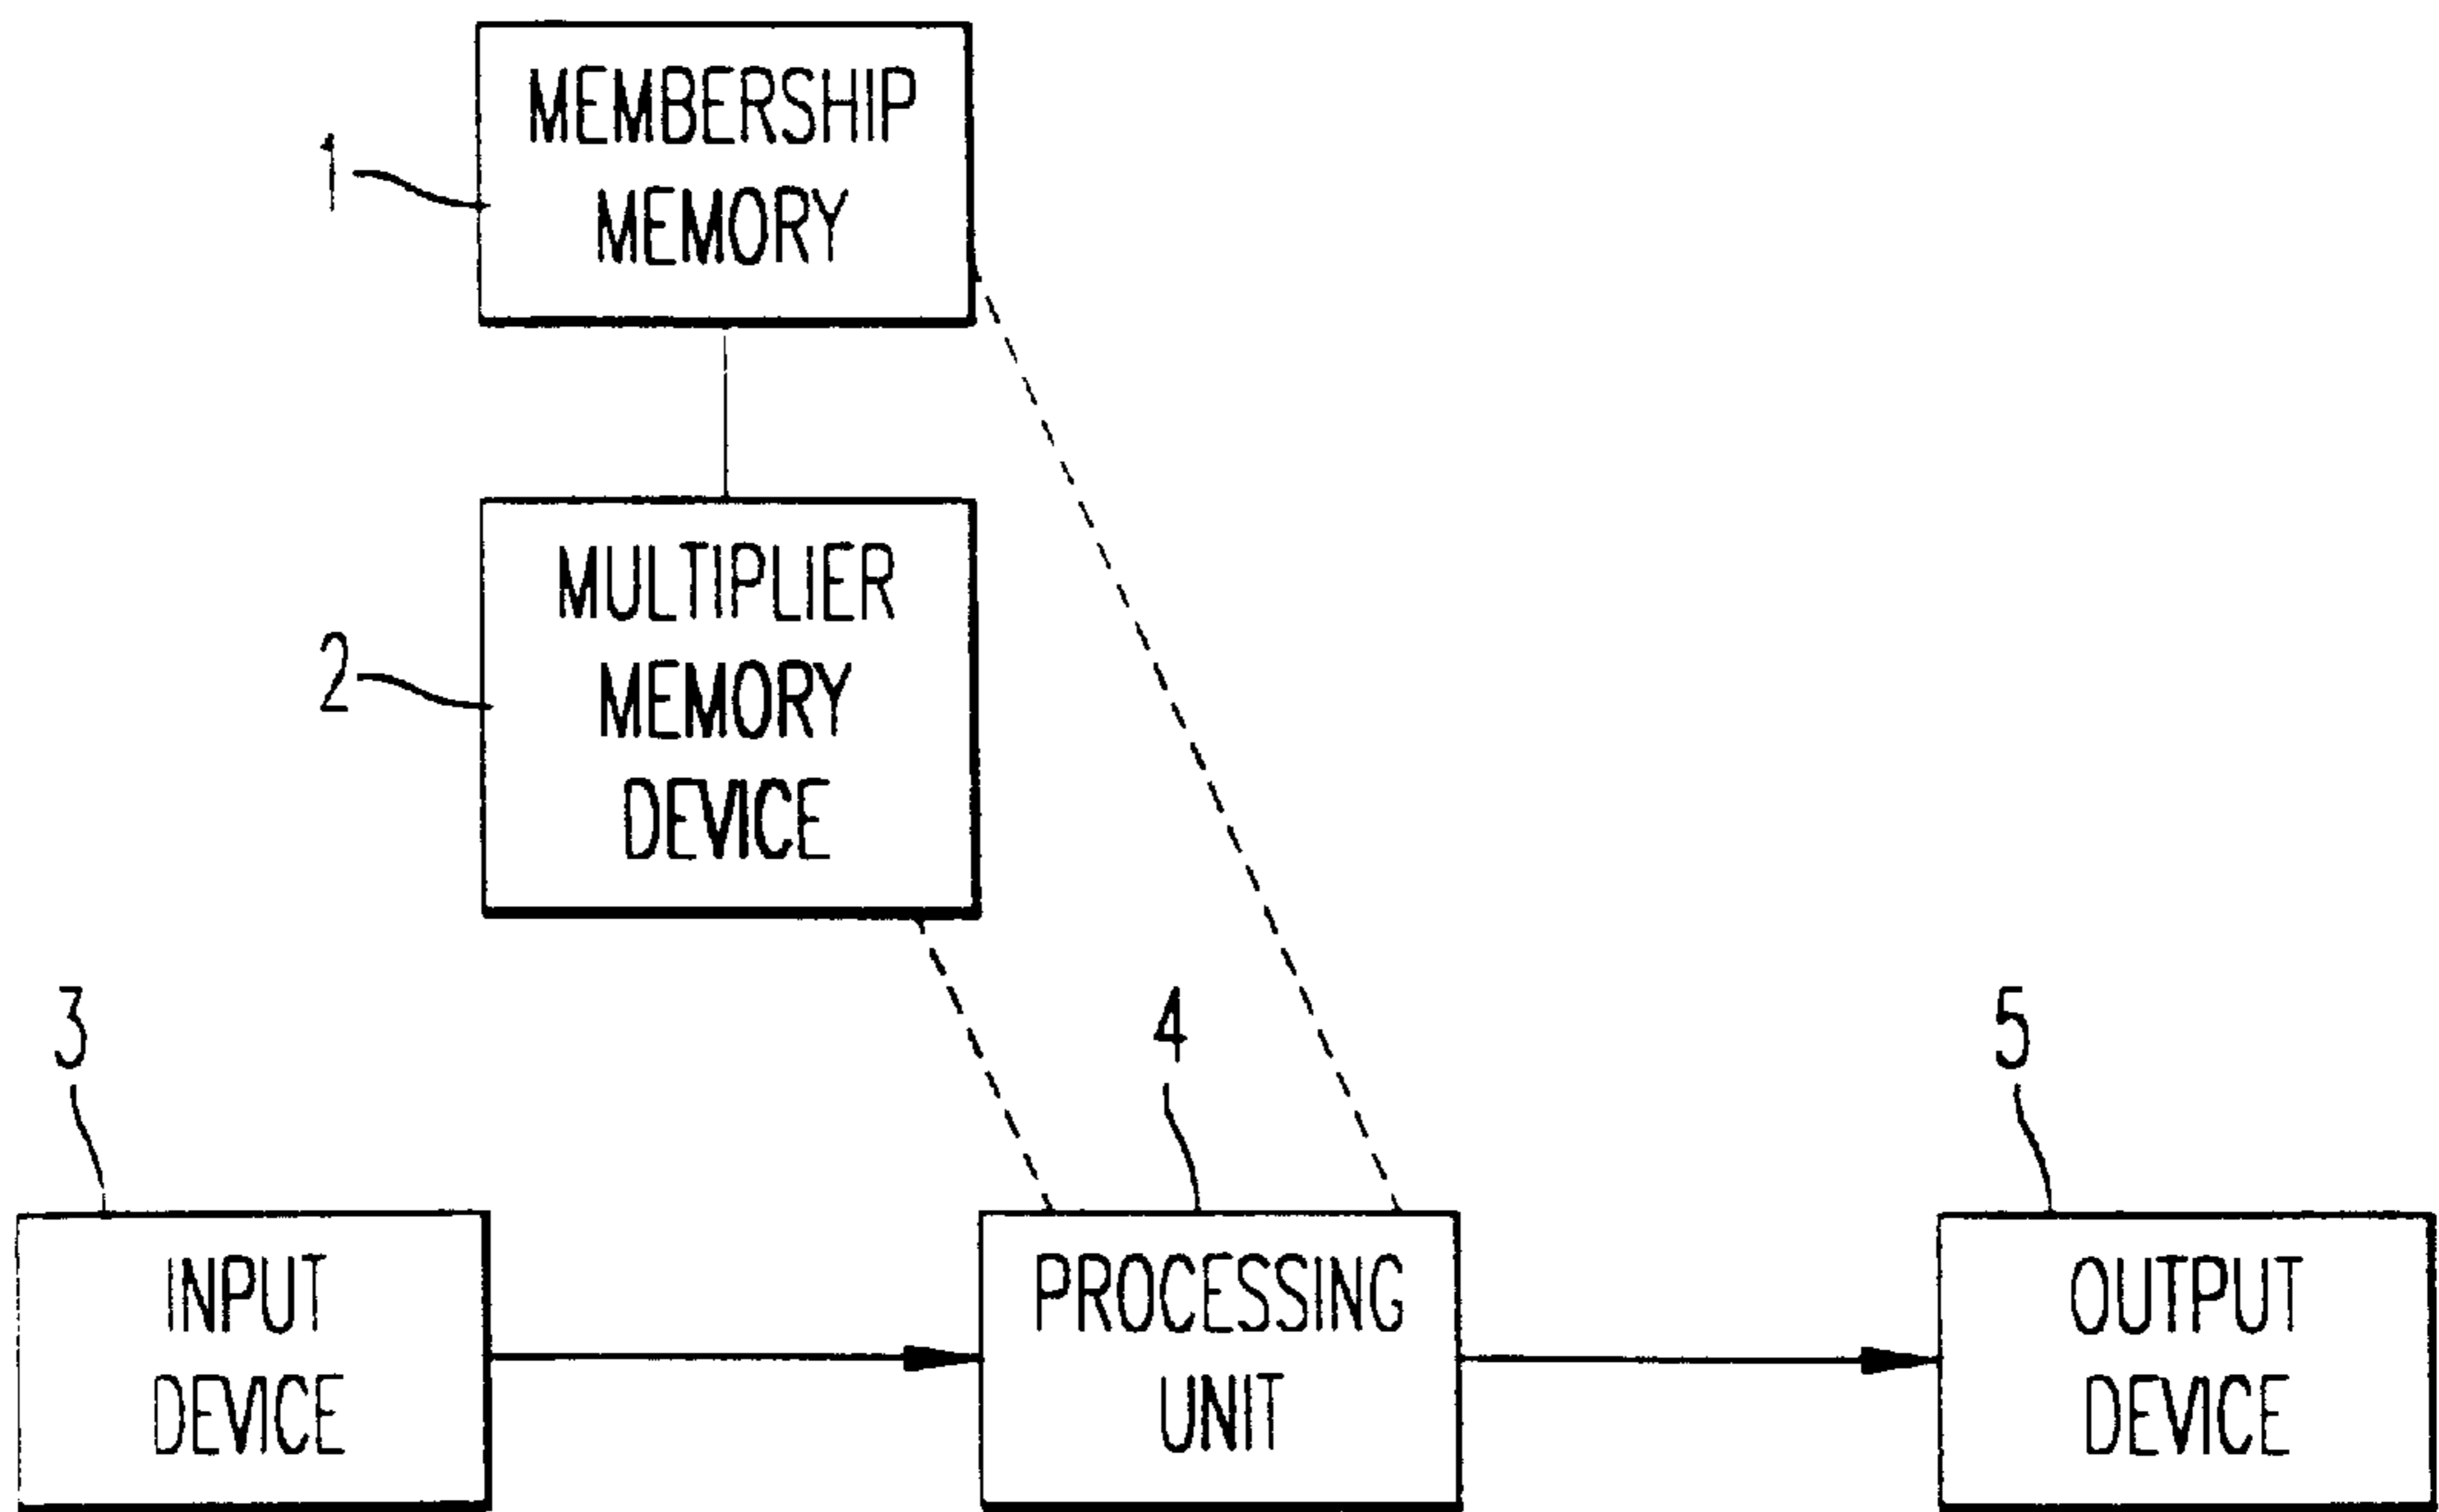 MEMBERSHIP
MEMORY
1
MULTIPLIER
MEMORY
DEVICE
2
3
4
5
INPUT
DEVICE
PROCESSING
UNIT
OUTPUT
DEVICE